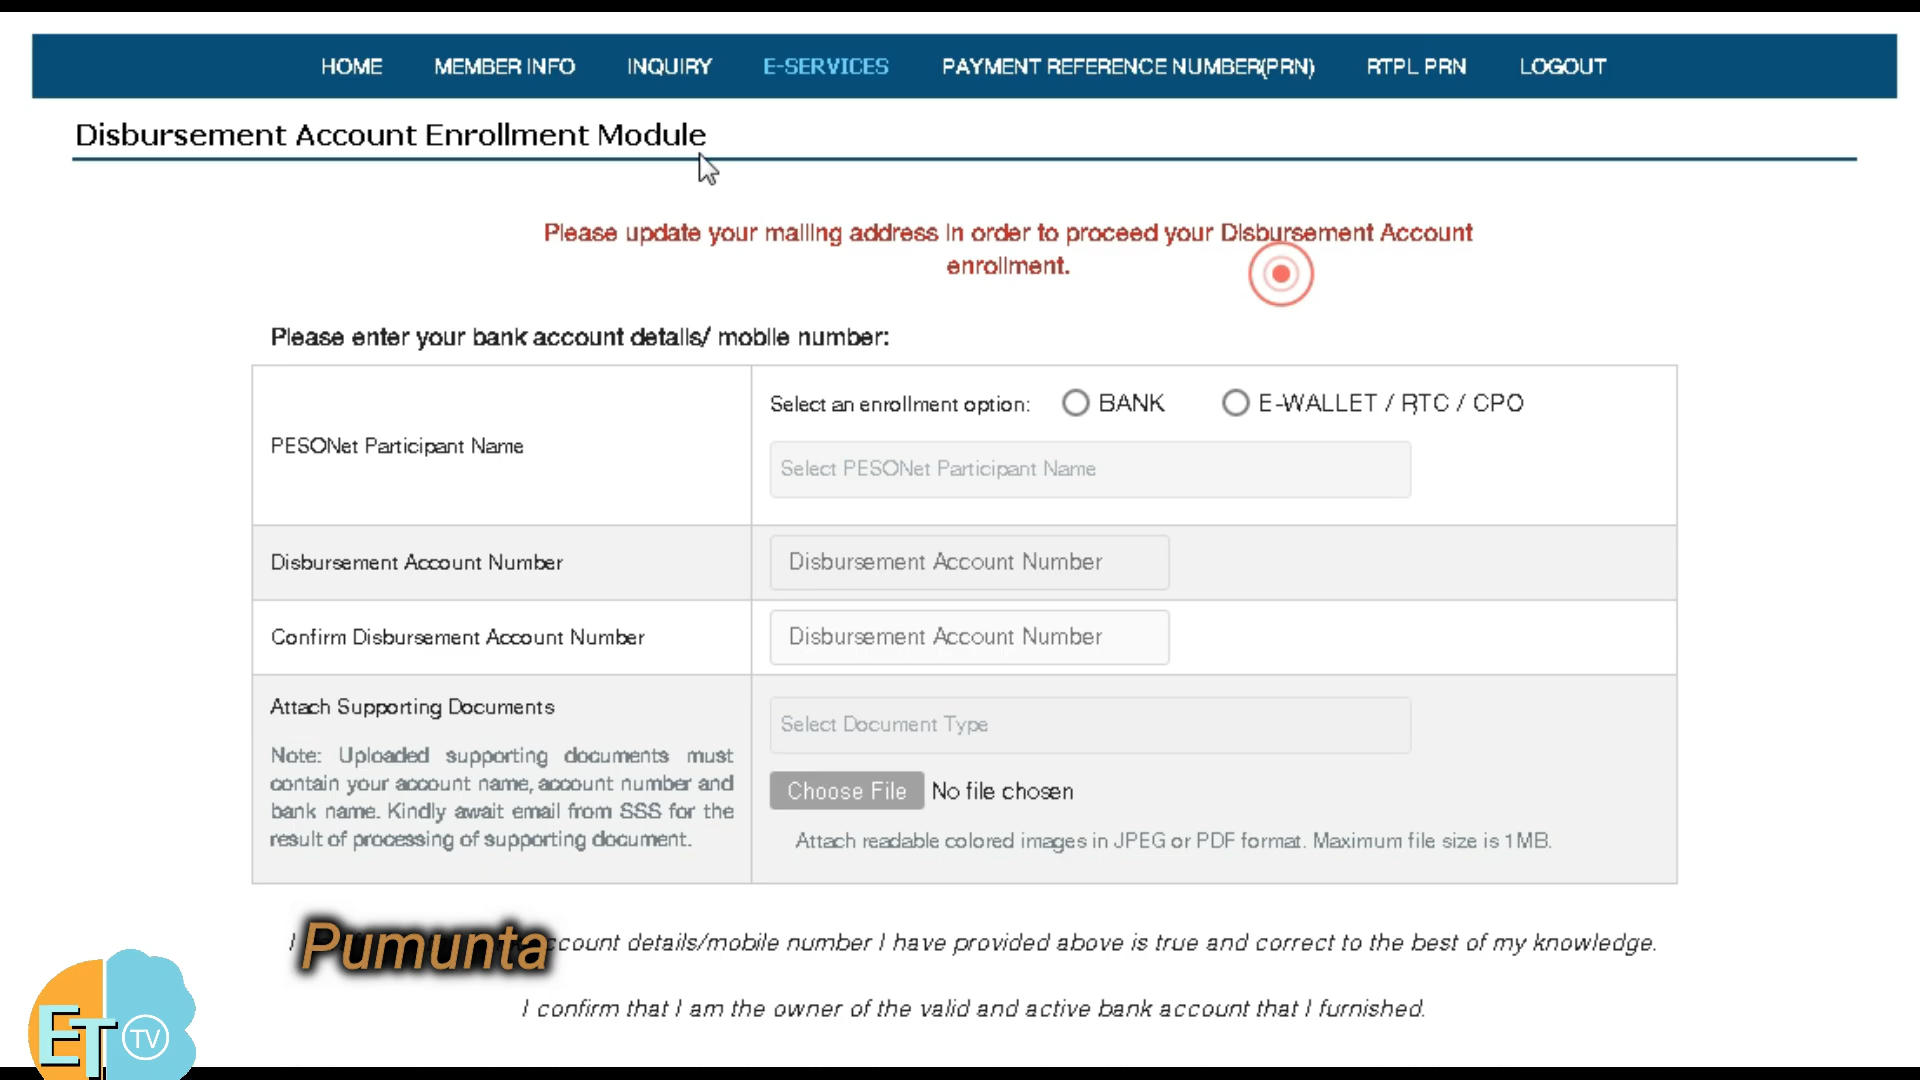 HOME MEMBER INFO INQUIRY E-SERVICES PAYMENT REFERENCE NUMBER(PRN) RTPL PRN LOGOUT
Disbursement Account Enrollment Module
Please update your mailing address in order to proceed your Disbursement Account
enrollment.
Please enter your bank account details/ mobile number:
Select an enrollment option: BANK E-WALLET / RTC / CPO
PESONet Participant Name
Select PESONet Participant Name
Disbursement Account Number
Disbursement Account Number
Confirm Disbursement Account Number
Disbursement Account Number
Attach Supporting Documents
Note: Uploaded supporting documents must
contain your account name, account number and
bank name. Kindly await email from SSS for the
result of processing of supporting document.
Select Document Type
Choose File No file chosen
Attach readable colored images in JPEG or PDF format. Maximum file size is 1MB.
I Pumunta ccount details/mobile number I have provided above is true and correct to the best of my knowledge.
I confirm that I am the owner of the valid and active bank account that I furnished.
ET TV